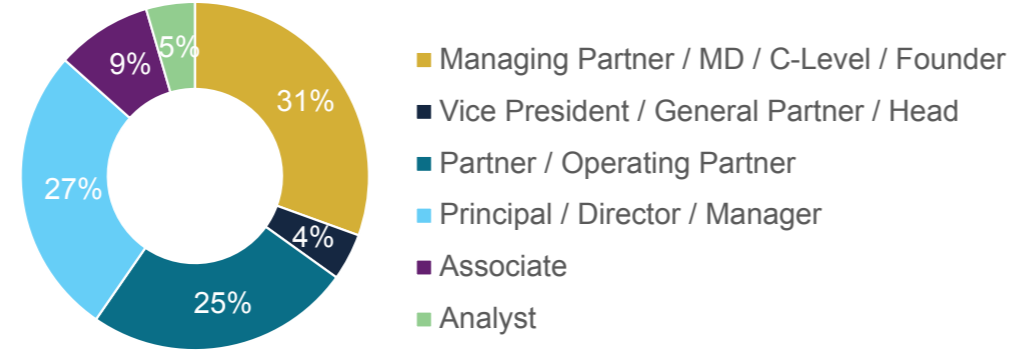 5%
9%
31%
27%
4%
25%
Managing Partner / MD / C-Level / Founder
Vice President / General Partner / Head
Partner / Operating Partner
Principal / Director / Manager
Associate
Analyst